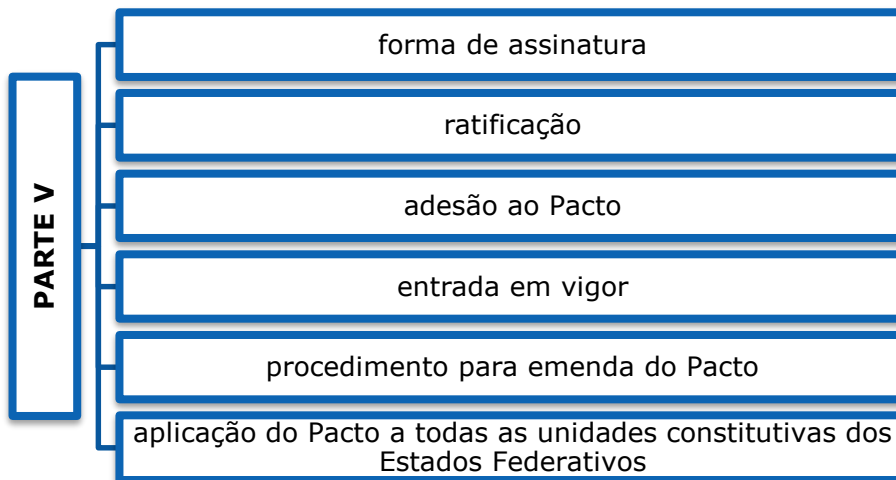 PARTE V
forma de assinatura
ratificação
adesão ao Pacto
entrada em vigor
procedimento para emenda do Pacto
aplicação do Pacto a todas as unidades constitutivas dos
Estados Federativos